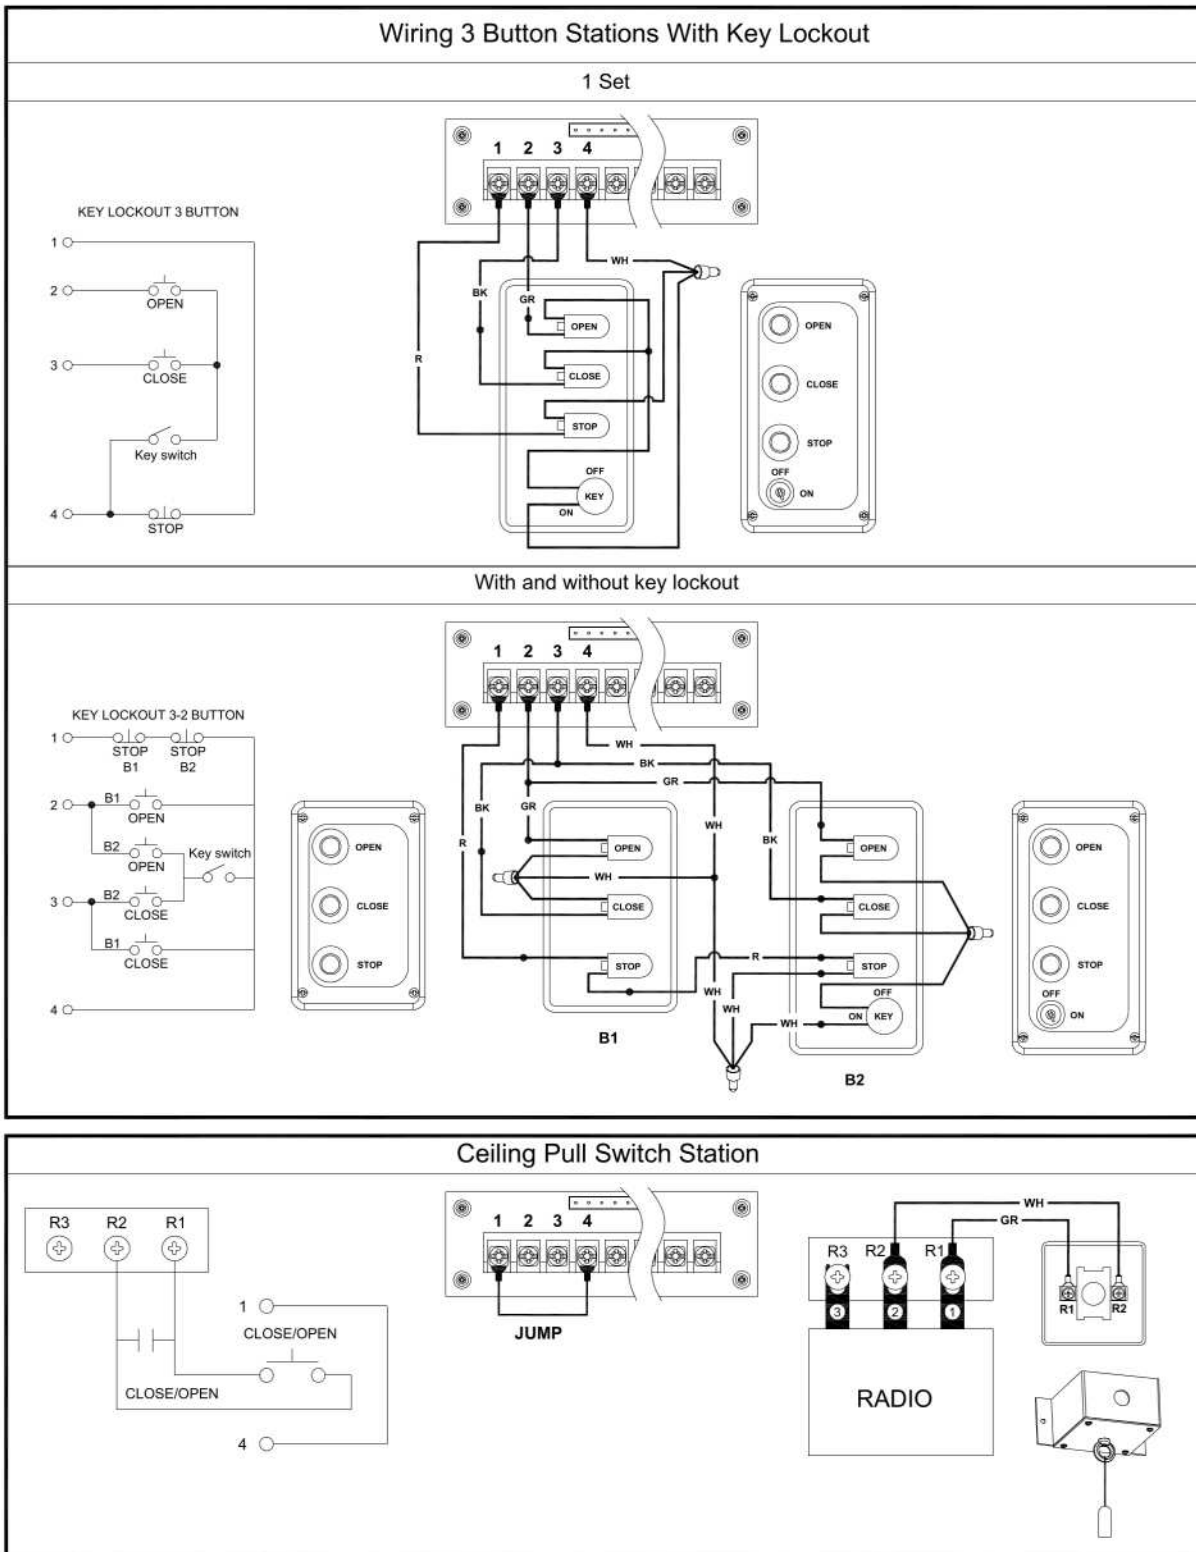 Wiring 3 Button Stations With Key Lockout
1 Set
1 2 3 4
KEY LOCKOUT 3 BUTTON
1
2
OPEN
3
CLOSE
Key switch
4
STOP
WH
BK
GR
R
OPEN
CLOSE
STOP
OFF
KEY
ON
OPEN
CLOSE
STOP
OFF
ON
With and without key lockout
1 2 3 4
KEY LOCKOUT 3-2 BUTTON
1
STOP STOP
B1 B2
2 B1
OPEN
B2 Key switch
OPEN
3 B2
CLOSE
B1
CLOSE
4
OPEN
CLOSE
STOP
WH
BK
GR
BK
GR
R
WH
BK
OPEN
WH
CLOSE
STOP
R
WH
WH
WH
B1
OPEN
CLOSE
STOP
OFF
ON KEY
B2
OPEN
CLOSE
STOP
OFF
ON
Ceiling Pull Switch Station
R3 R2 R1
1
CLOSE/OPEN
CLOSE/OPEN
4
1 2 3 4
JUMP
WH
GR
R3 R2 R1
3 2 1
RADIO
R1 R2